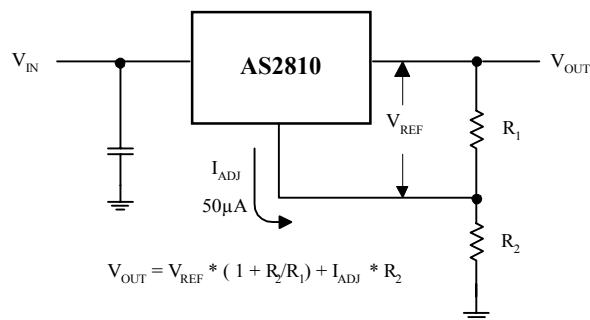 V_IN
AS2810
V_OUT
V_REF
R_1
I_ADJ
50µA
R_2
V_OUT = V_REF * ( 1 + R_2/R_1) + I_ADJ * R_2